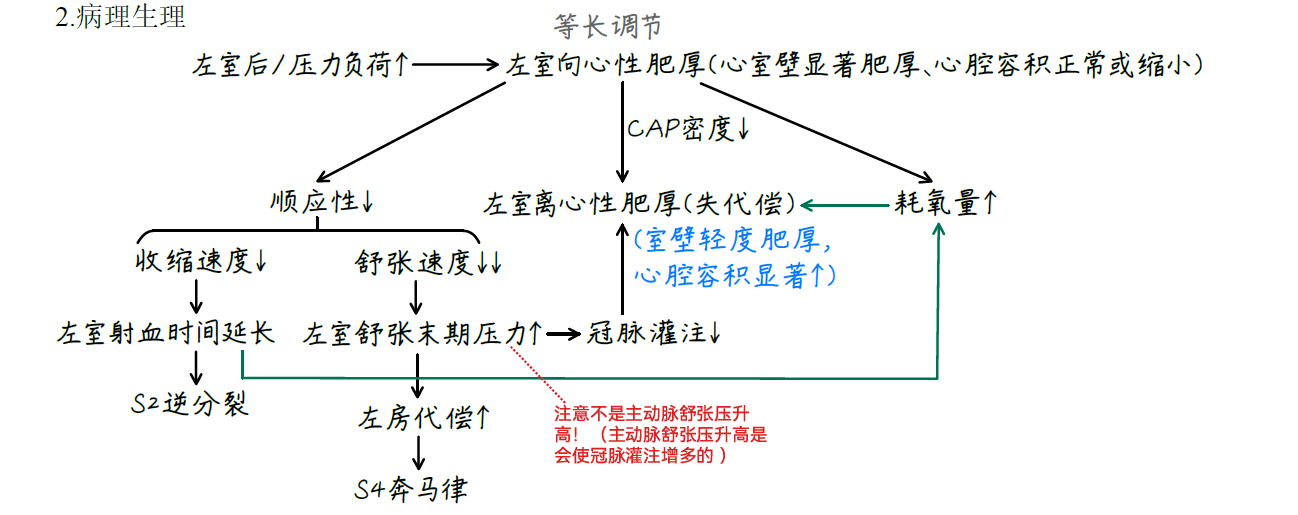 2.病理生理
等长调节
左室后/压力负荷↑
左室向心性肥厚(心室壁显著肥厚、心腔容积正常或缩小)
CAP密度↓
顺应性↓
左室离心性肥厚(失代偿)
耗氧量↑
(室壁轻度肥厚,
心腔容积显著↑)
收缩速度↓
舒张速度↓↓
左室射血时间延长
左室舒张末期压力↑
冠脉灌注↓
S2逆分裂
左房代偿↑
注意不是主动脉舒张压升
高！（主动脉舒张压升高是
会使冠脉灌注增多的 ）
S4奔马律